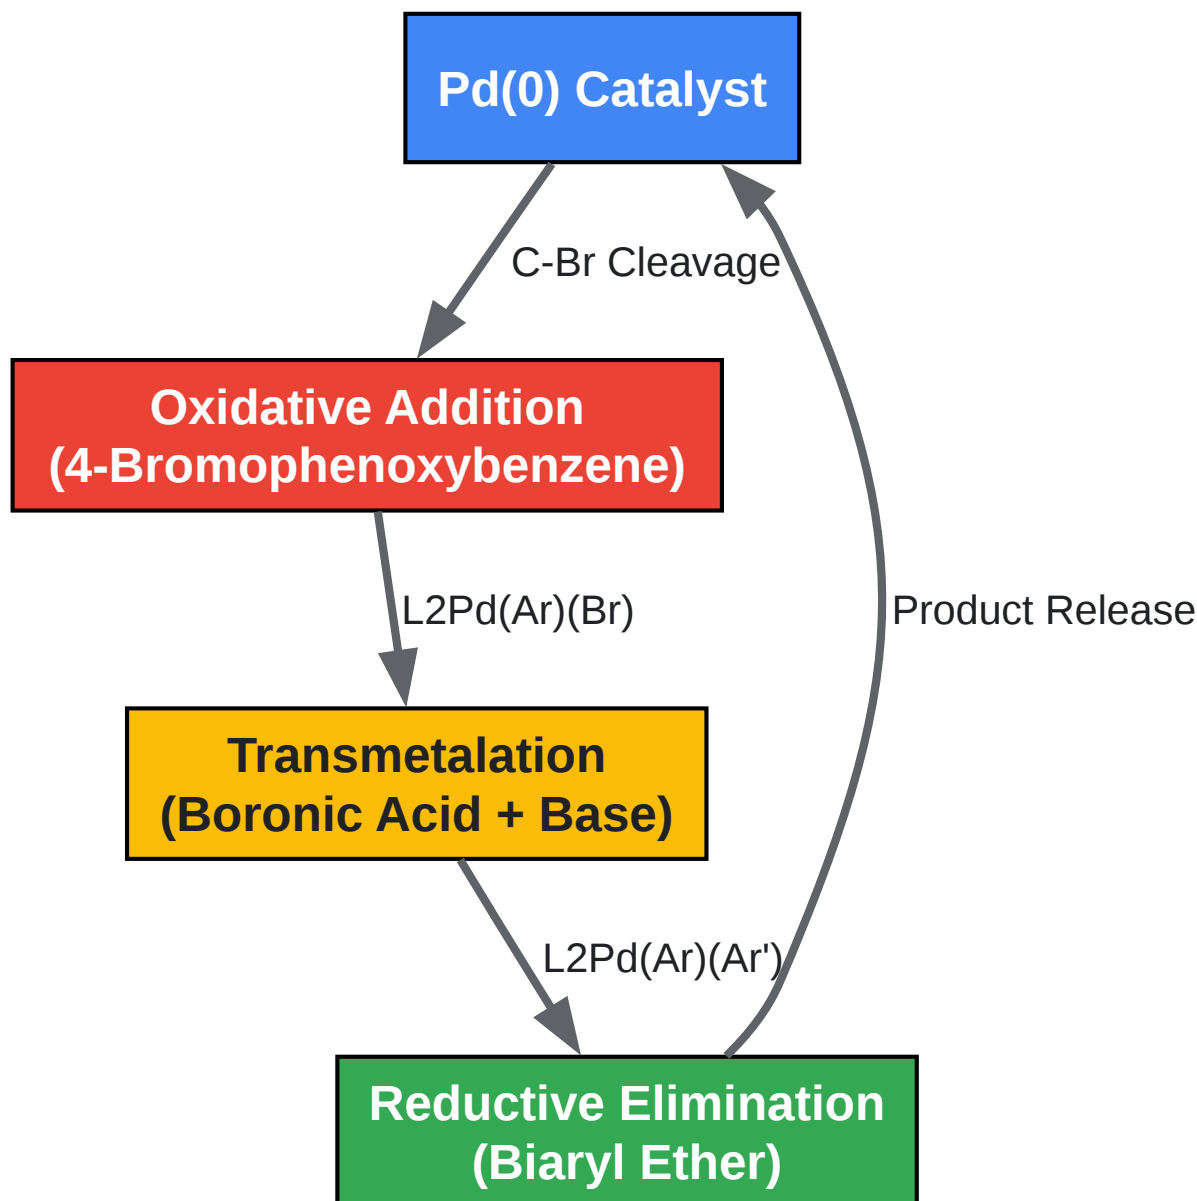 Pd(0) Catalyst
C-Br Cleavage
Oxidative Addition
(4-Bromophenoxybenzene)
L2Pd(Ar)(Br)
Product Release
Transmetalation
(Boronic Acid + Base)
L2Pd(Ar)(Ar')
Reductive Elimination
(Biaryl Ether)